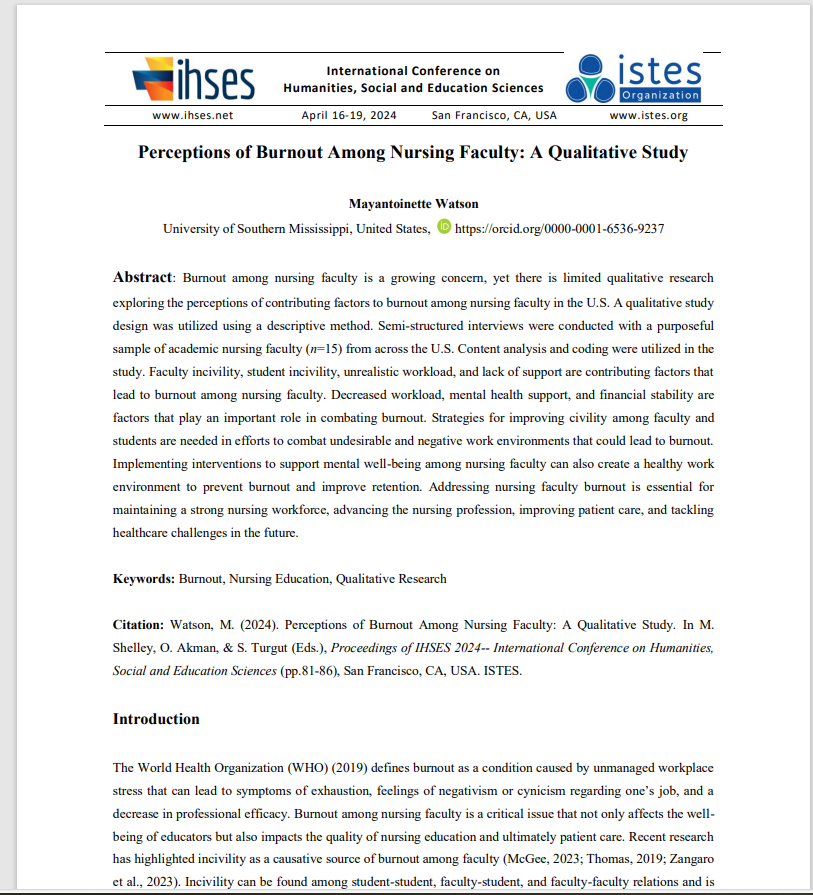 ihses
International Conference on
Humanities, Social and Education Sciences
istes
Organization
www.ihses.net April 16-19, 2024 San Francisco, CA, USA www.istes.org
Perceptions of Burnout Among Nursing Faculty: A Qualitative Study
Mayantoinette Watson
University of Southern Mississippi, United States, iD https://orcid.org/0000-0001-6536-9237
Abstract: Burnout among nursing faculty is a growing concern, yet there is limited qualitative research
exploring the perceptions of contributing factors to burnout among nursing faculty in the U.S. A qualitative study
design was utilized using a descriptive method. Semi-structured interviews were conducted with a purposeful
sample of academic nursing faculty (n=15) from across the U.S. Content analysis and coding were utilized in the
study. Faculty incivility, student incivility, unrealistic workload, and lack of support are contributing factors that
lead to burnout among nursing faculty. Decreased workload, mental health support, and financial stability are
factors that play an important role in combating burnout. Strategies for improving civility among faculty and
students are needed in efforts to combat undesirable and negative work environments that could lead to burnout.
Implementing interventions to support mental well-being among nursing faculty can also create a healthy work
environment to prevent burnout and improve retention. Addressing nursing faculty burnout is essential for
maintaining a strong nursing workforce, advancing the nursing profession, improving patient care, and tackling
healthcare challenges in the future.
Keywords: Burnout, Nursing Education, Qualitative Research
Citation: Watson, M. (2024). Perceptions of Burnout Among Nursing Faculty: A Qualitative Study. In M.
Shelley, O. Akman, & S. Turgut (Eds.), Proceedings of IHSES 2024-- International Conference on Humanities,
Social and Education Sciences (pp.81-86), San Francisco, CA, USA. ISTES.
Introduction
The World Health Organization (WHO) (2019) defines burnout as a condition caused by unmanaged workplace
stress that can lead to symptoms of exhaustion, feelings of negativism or cynicism regarding one's job, and a
decrease in professional efficacy. Burnout among nursing faculty is a critical issue that not only affects the well-
being of educators but also impacts the quality of nursing education and ultimately patient care. Recent research
has highlighted incivility as a causative source of burnout among faculty (McGee, 2023; Thomas, 2019; Zangaro
et al., 2023). Incivility can be found among student-student, faculty-student, and faculty-faculty relations and is